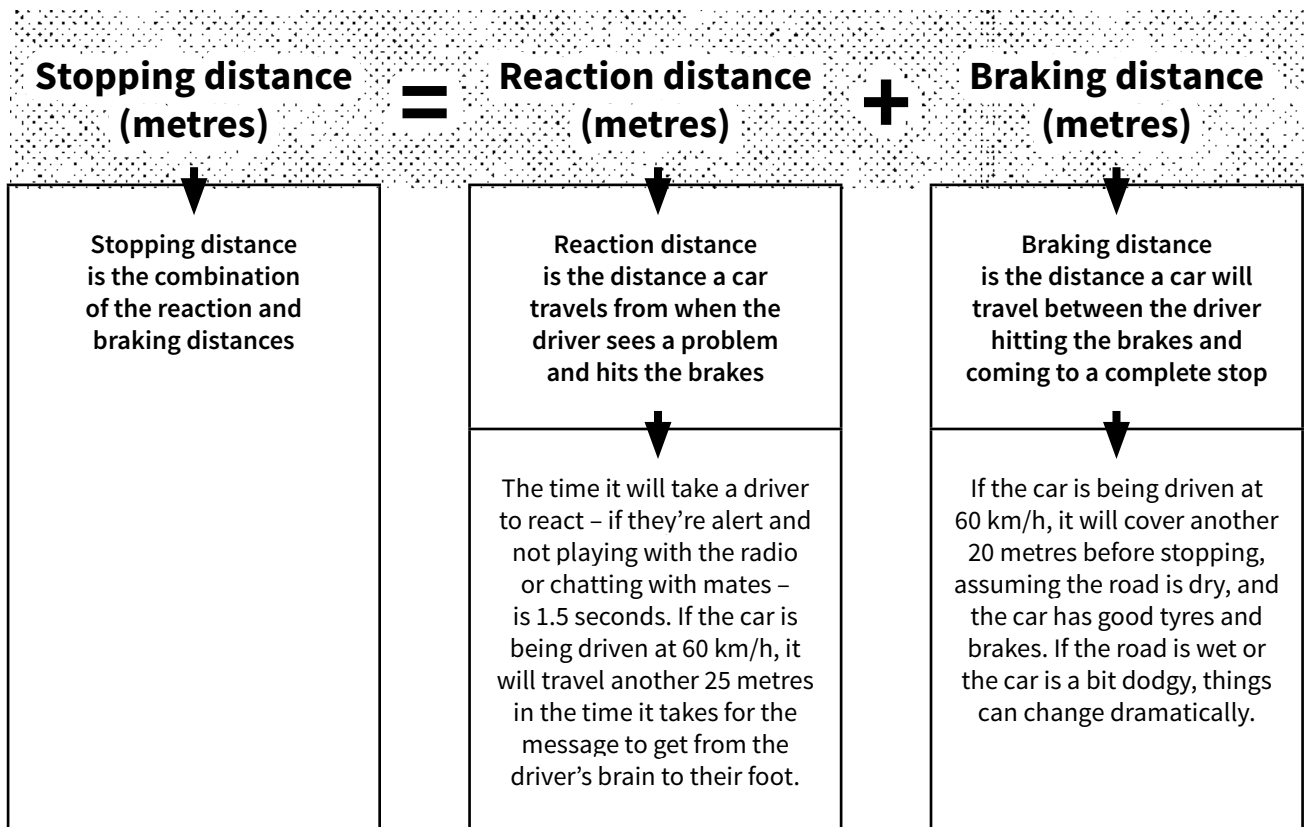 Stopping distance
(metres)
=
Reaction distance
(metres)
+
Braking distance
(metres)
Stopping distance
is the combination
of the reaction and
braking distances
Reaction distance
is the distance a car
travels from when the
driver sees a problem
and hits the brakes
The time it will take a driver
to react – if they’re alert and
not playing with the radio
or chatting with mates –
is 1.5 seconds. If the car is
being driven at 60 km/h, it
will travel another 25 metres
in the time it takes for the
message to get from the
driver’s brain to their foot.
Braking distance
is the distance a car will
travel between the driver
hitting the brakes and
coming to a complete stop
If the car is being driven at
60 km/h, it will cover another
20 metres before stopping,
assuming the road is dry, and
the car has good tyres and
brakes. If the road is wet or
the car is a bit dodgy, things
can change dramatically.